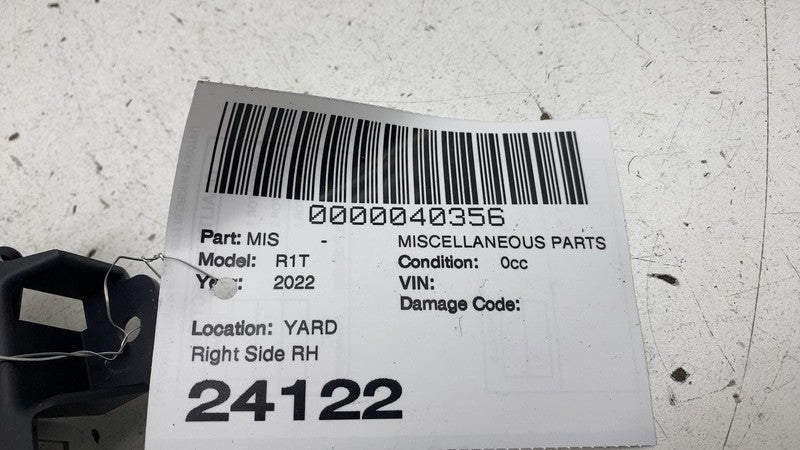 0000040356
Part: MIS - MISCELLANEOUS PARTS
Model: R1T Condition: 0cc
Year: 2022 VIN:
Damage Code:
Location: YARD
Right Side RH
24122